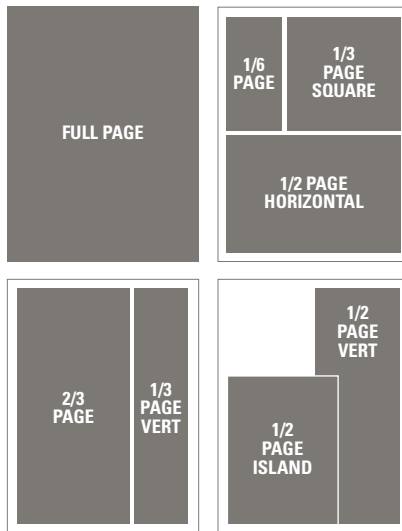 FULL PAGE
1/6
PAGE
1/3
PAGE
SQUARE
1/2 PAGE
HORIZONTAL
2/3
PAGE
1/3
PAGE
VERT
1/2
PAGE
VERT
1/2
PAGE
ISLAND